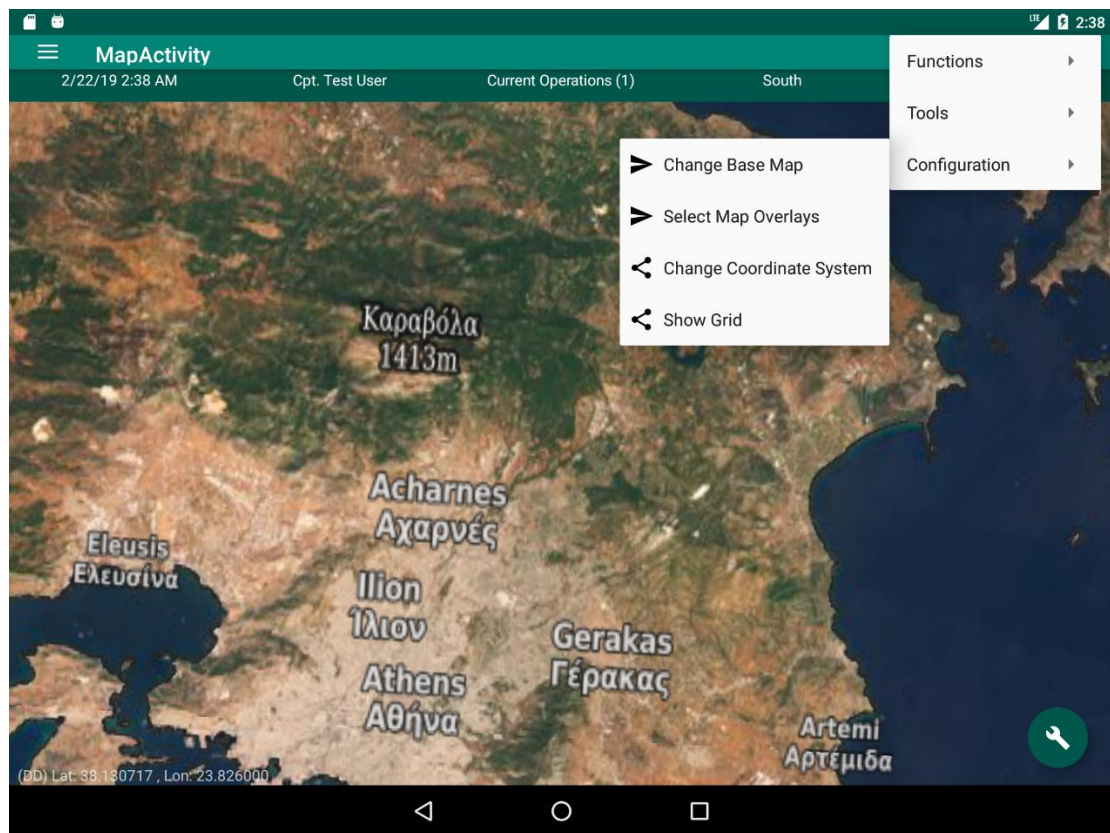 LTE 2:38
MapActivity
2/22/19 2:38 AM Cpt. Test User Current Operations (1) South
Functions
Tools
Configuration
Change Base Map
Select Map Overlays
Change Coordinate System
Show Grid
Καραβόλα
1413m
Acharnes
Αχαρνές
Eleusis
Ελευσίνα
Ilion
Ίλιον
Gerakas
Γέρακας
Athens
Αθήνα
Artemi
Αρτέμιδα
(DD) Lat: 38.130717 , Lon: 23.826000